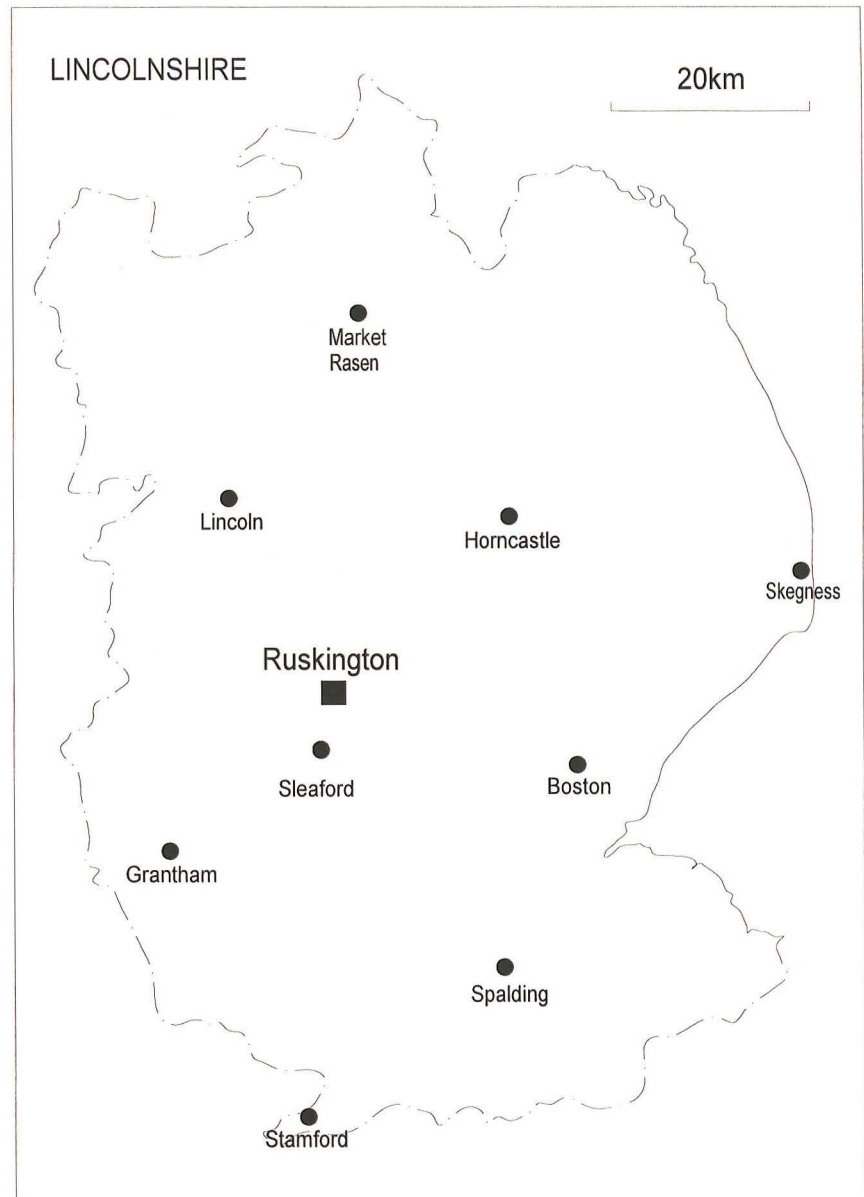 LINCOLNSHIRE
20km
Market
Rasen
Lincoln
Horncastle
Skegness
Ruskington
Sleaford
Boston
Grantham
Spalding
Stamford